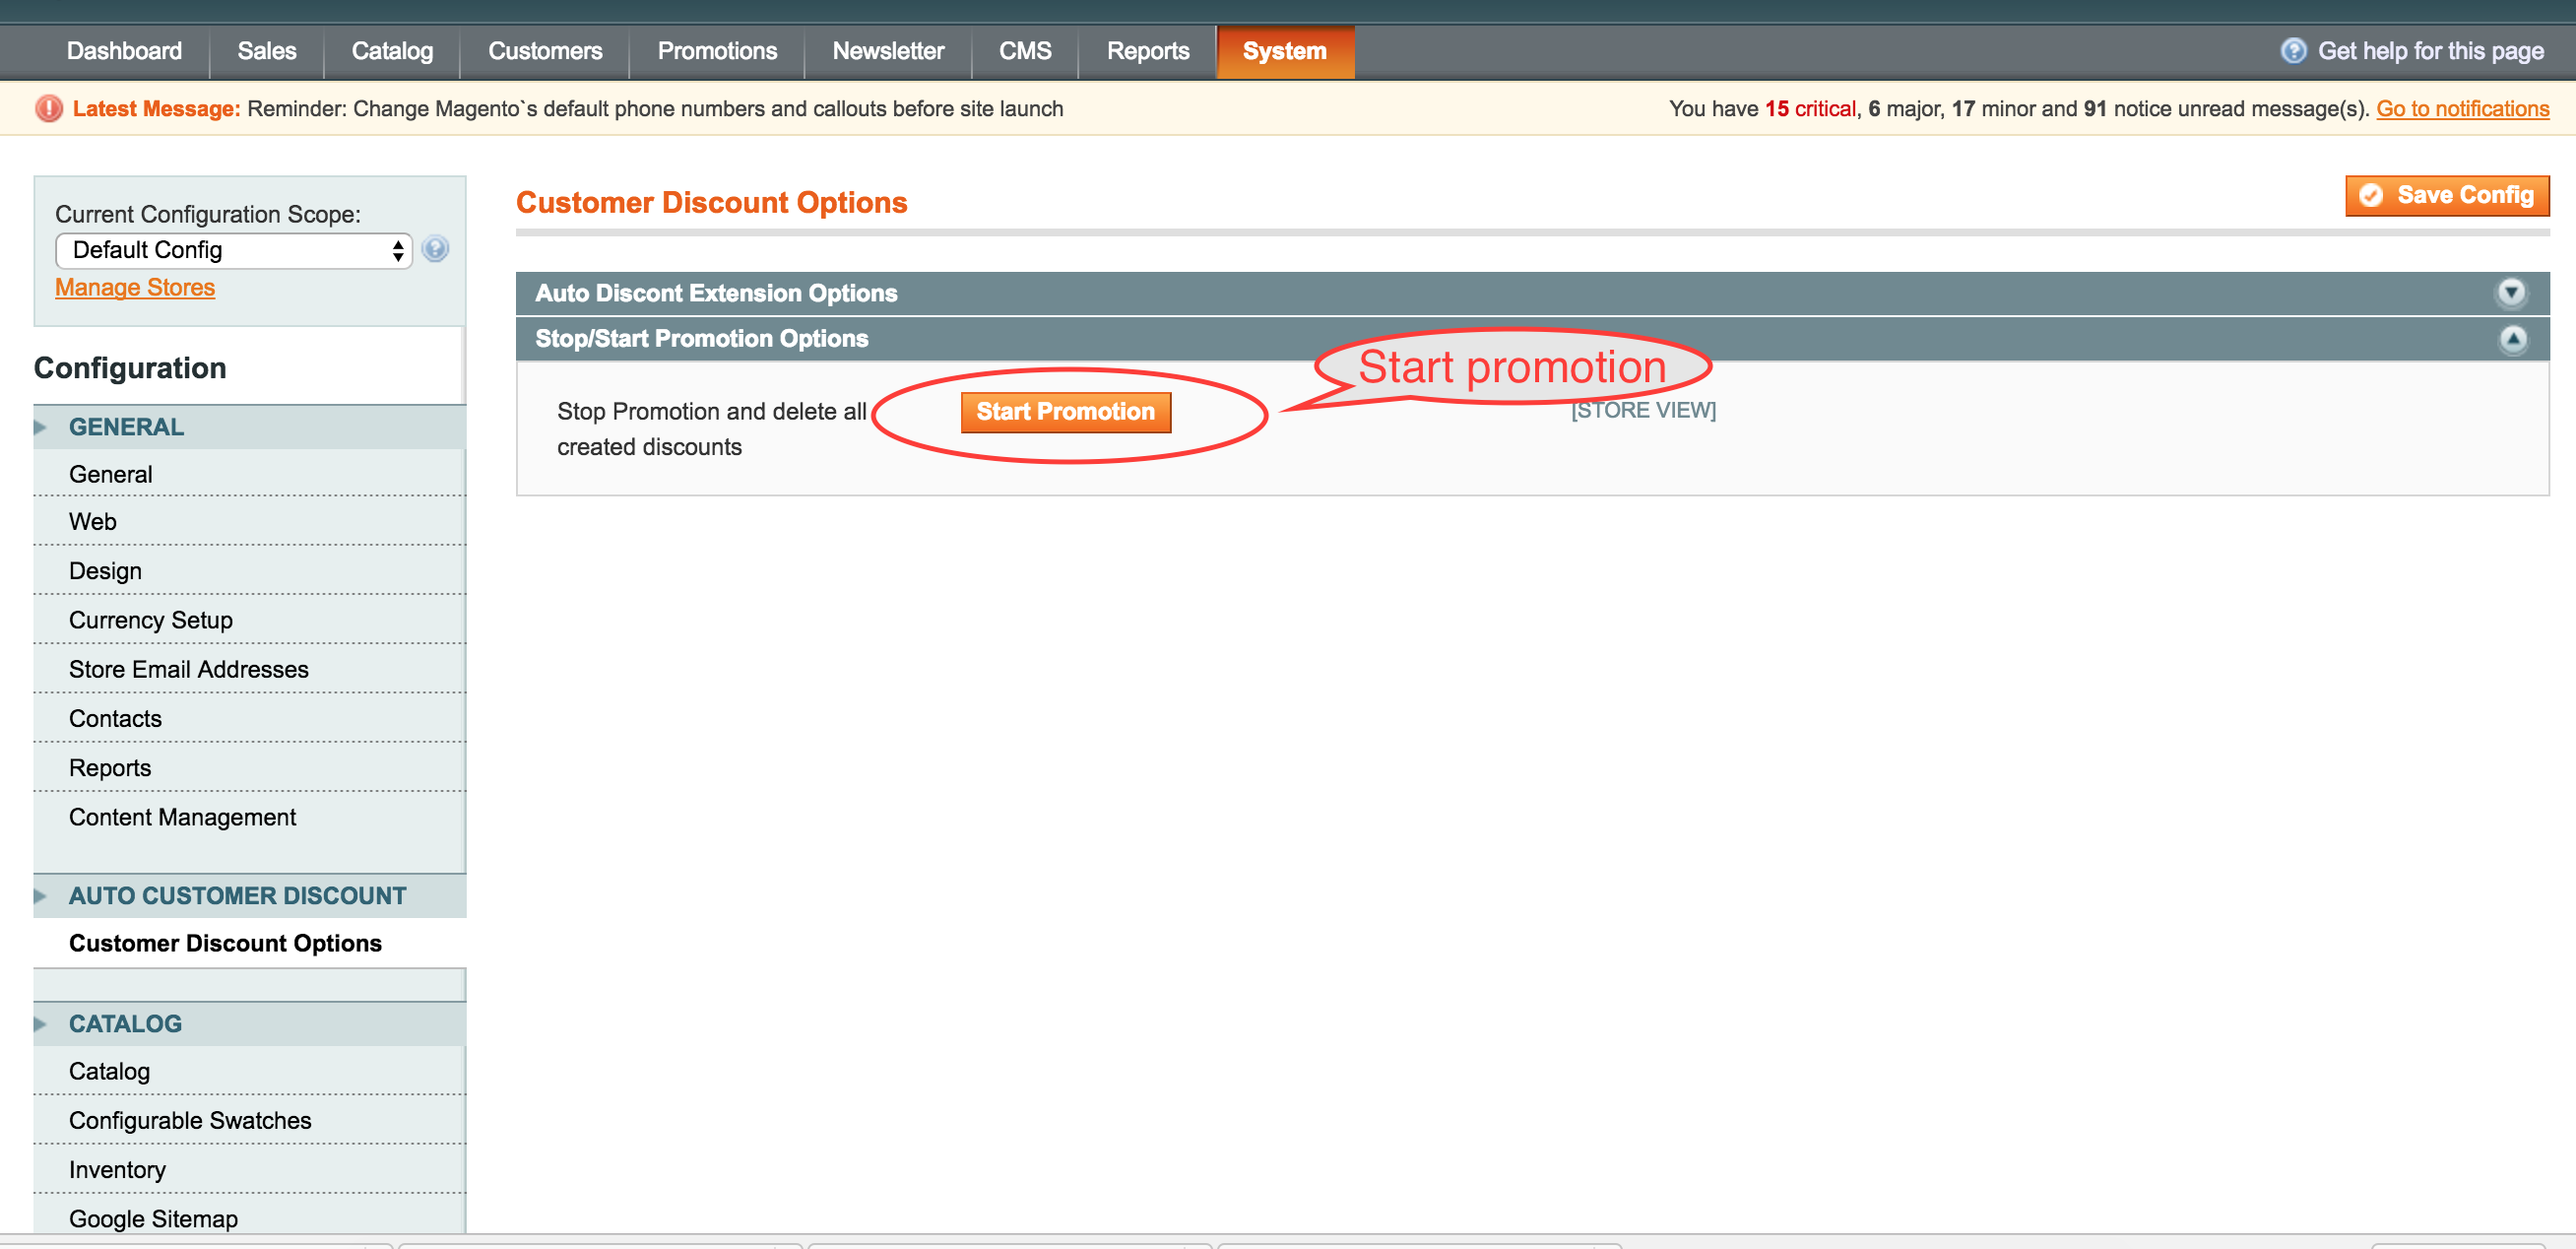 Dashboard Sales Catalog Customers Promotions Newsletter CMS Reports System Get help for this page
Latest Message: Reminder: Change Magento`s default phone numbers and callouts before site launch You have 15 critical, 6 major, 17 minor and 91 notice unread message(s). Go to notifications
Current Configuration Scope:
Default Config
Manage Stores
Configuration
GENERAL
General
Web
Design
Currency Setup
Store Email Addresses
Contacts
Reports
Content Management
AUTO CUSTOMER DISCOUNT
Customer Discount Options
CATALOG
Catalog
Configurable Swatches
Inventory
Google Sitemap
Customer Discount Options
Save Config
Auto Discont Extension Options
Stop/Start Promotion Options
Start promotion
Stop Promotion and delete all
created discounts
Start Promotion
[STORE VIEW]